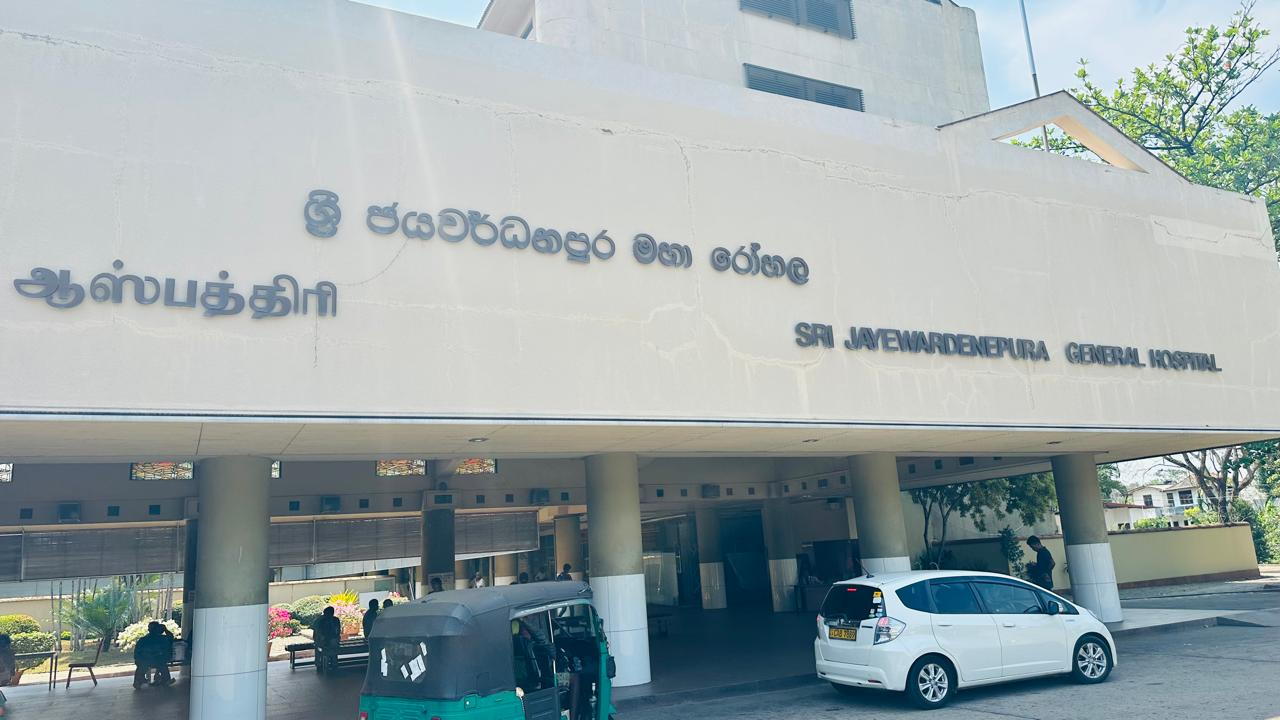 ශ්‍රී ජයවර්ධනපුර මහා රෝහල
ஆஸ்பத்திரி
SRI JAYEWARDENEPURA GENERAL HOSPITAL